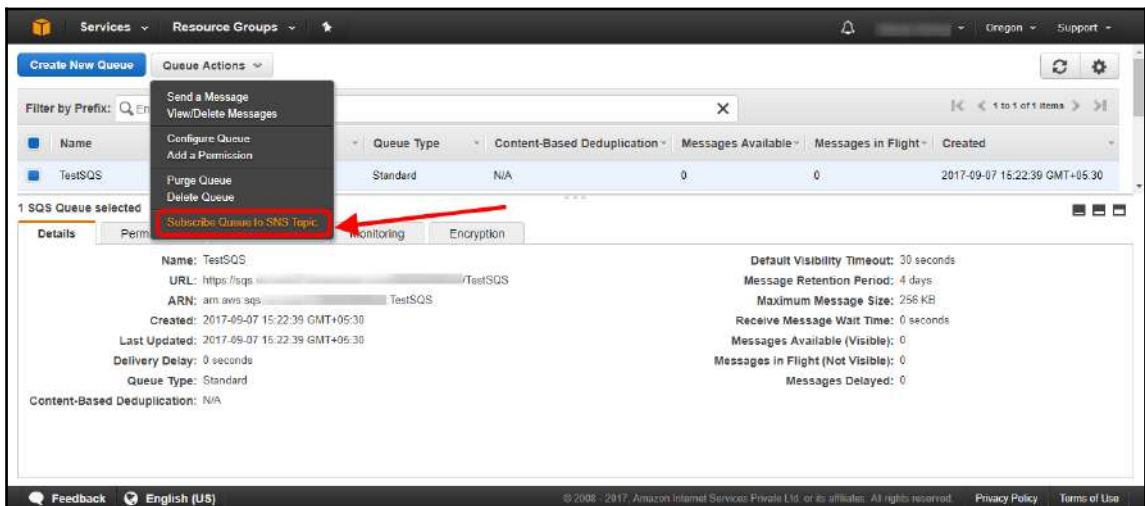 Services Resource Groups Oregon Support
Create New Queue Queue Actions
Filter by Prefix: En 1 to 1 of 1 items
Send a Message
View/Delete Messages
Configure Queue
Add a Permission
Purge Queue
Delete Queue
Subscribe Queue to SNS Topic
Name Queue Type Content-Based Deduplication Messages Available Messages in Flight Created
TestSQS Standard N/A 0 0 2017-09-07 15:22:39 GMT+05:30
1 SQS Queue selected
Details Perm Monitoring Encryption
Name: TestSQS
URL: https://sqs. /TestSQS
ARN: arn:aws:sqs: :TestSQS
Created: 2017-09-07 15:22:39 GMT+05:30
Last Updated: 2017-09-07 15:22:39 GMT+05:30
Delivery Delay: 0 seconds
Queue Type: Standard
Content-Based Deduplication: N/A
Default Visibility Timeout: 30 seconds
Message Retention Period: 4 days
Maximum Message Size: 256 KB
Receive Message Wait Time: 0 seconds
Messages Available (Visible): 0
Messages in Flight (Not Visible): 0
Messages Delayed: 0
Feedback English (US) © 2008 - 2017, Amazon Internet Services Private Ltd. or its affiliates. All rights reserved. Privacy Policy Terms of Use